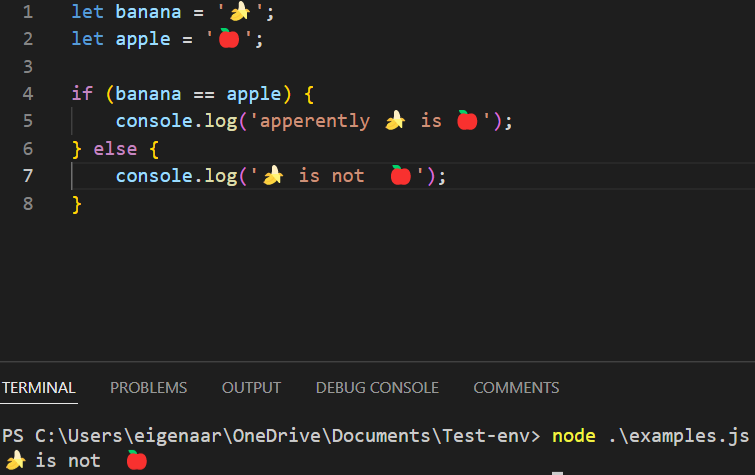 1 let banana = '🍌';
2 let apple = '🍎';
3
4 if (banana == apple) {
5     console.log('apperently 🍌 is 🍎');
6 } else {
7     console.log('🍌 is not  🍎');
8 }
TERMINAL PROBLEMS OUTPUT DEBUG CONSOLE COMMENTS
PS C:\Users\eigenaar\OneDrive\Documents\Test-env> node .\examples.js
🍌 is not  🍎